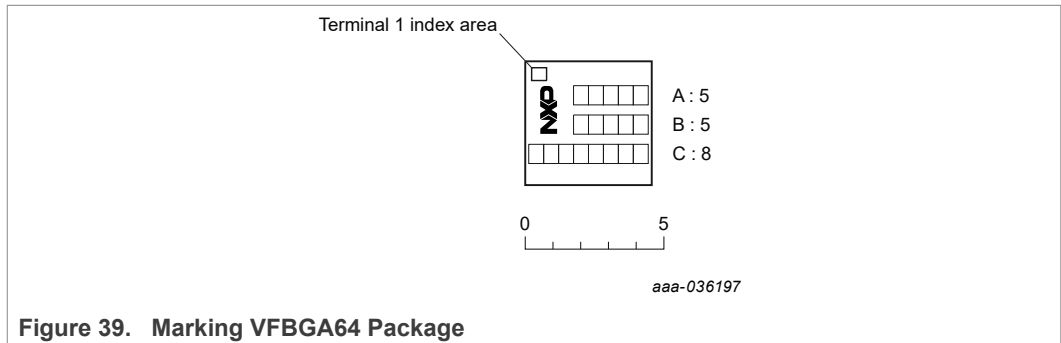 Terminal 1 index area
NXP
A : 5
B : 5
C : 8
0 5
aaa-036197
Figure 39. Marking VFBGA64 Package